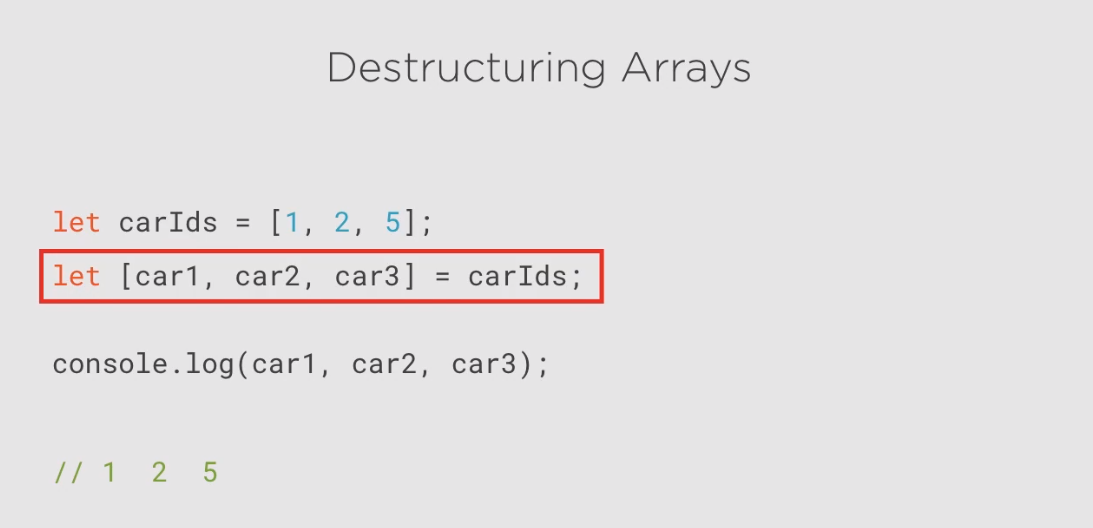 Destructuring Arrays
let carIds = [1, 2, 5];
let [car1, car2, car3] = carIds;
console.log(car1, car2, car3);
// 1  2  5